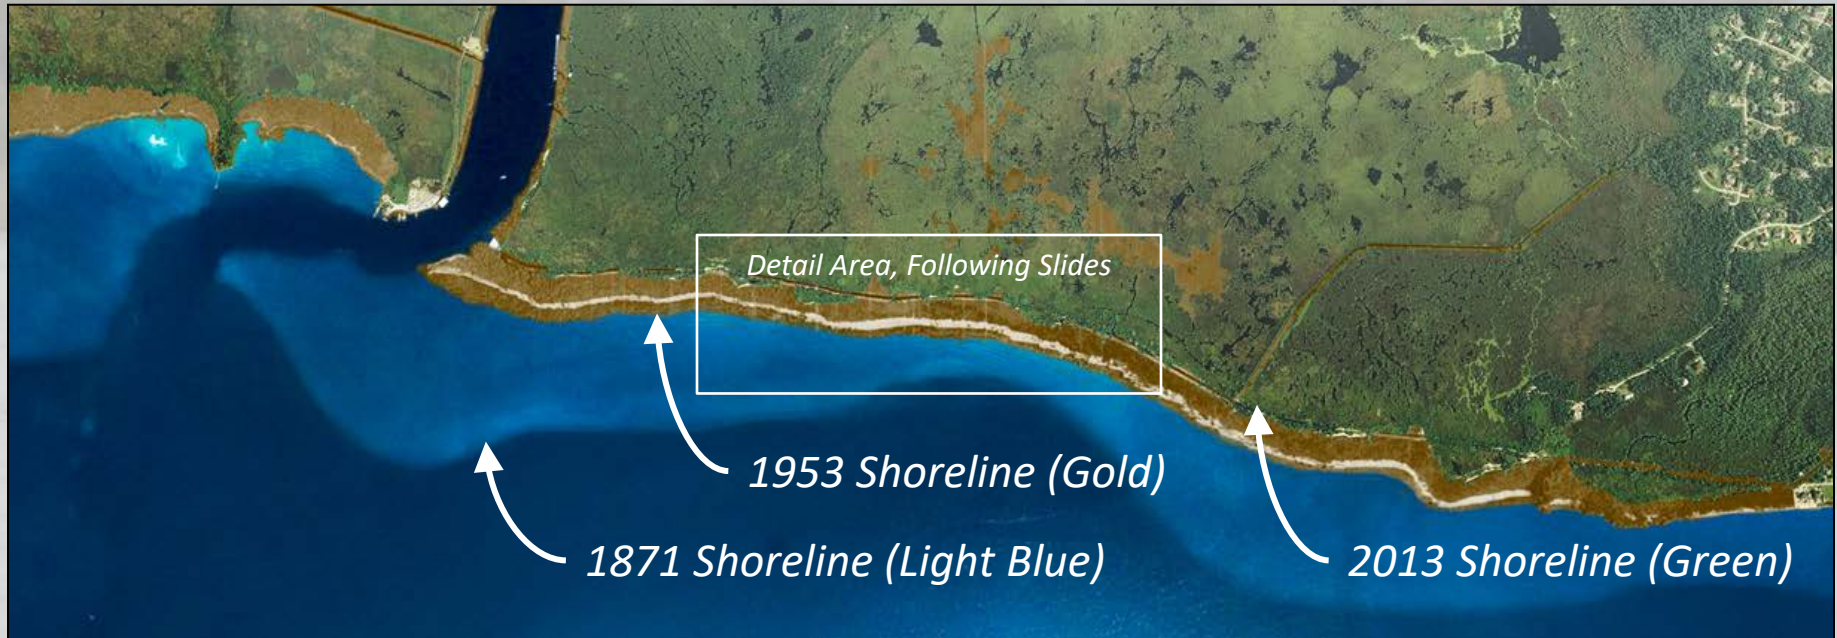 Detail Area, Following Slides
1953 Shoreline (Gold)
1871 Shoreline (Light Blue)
2013 Shoreline (Green)